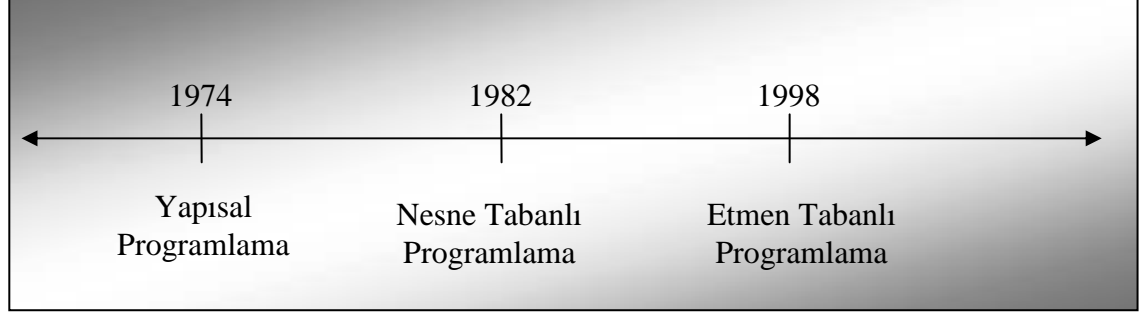 1974
1982
1998
Yapısal
Programlama
Nesne Tabanlı
Programlama
Etmen Tabanlı
Programlama